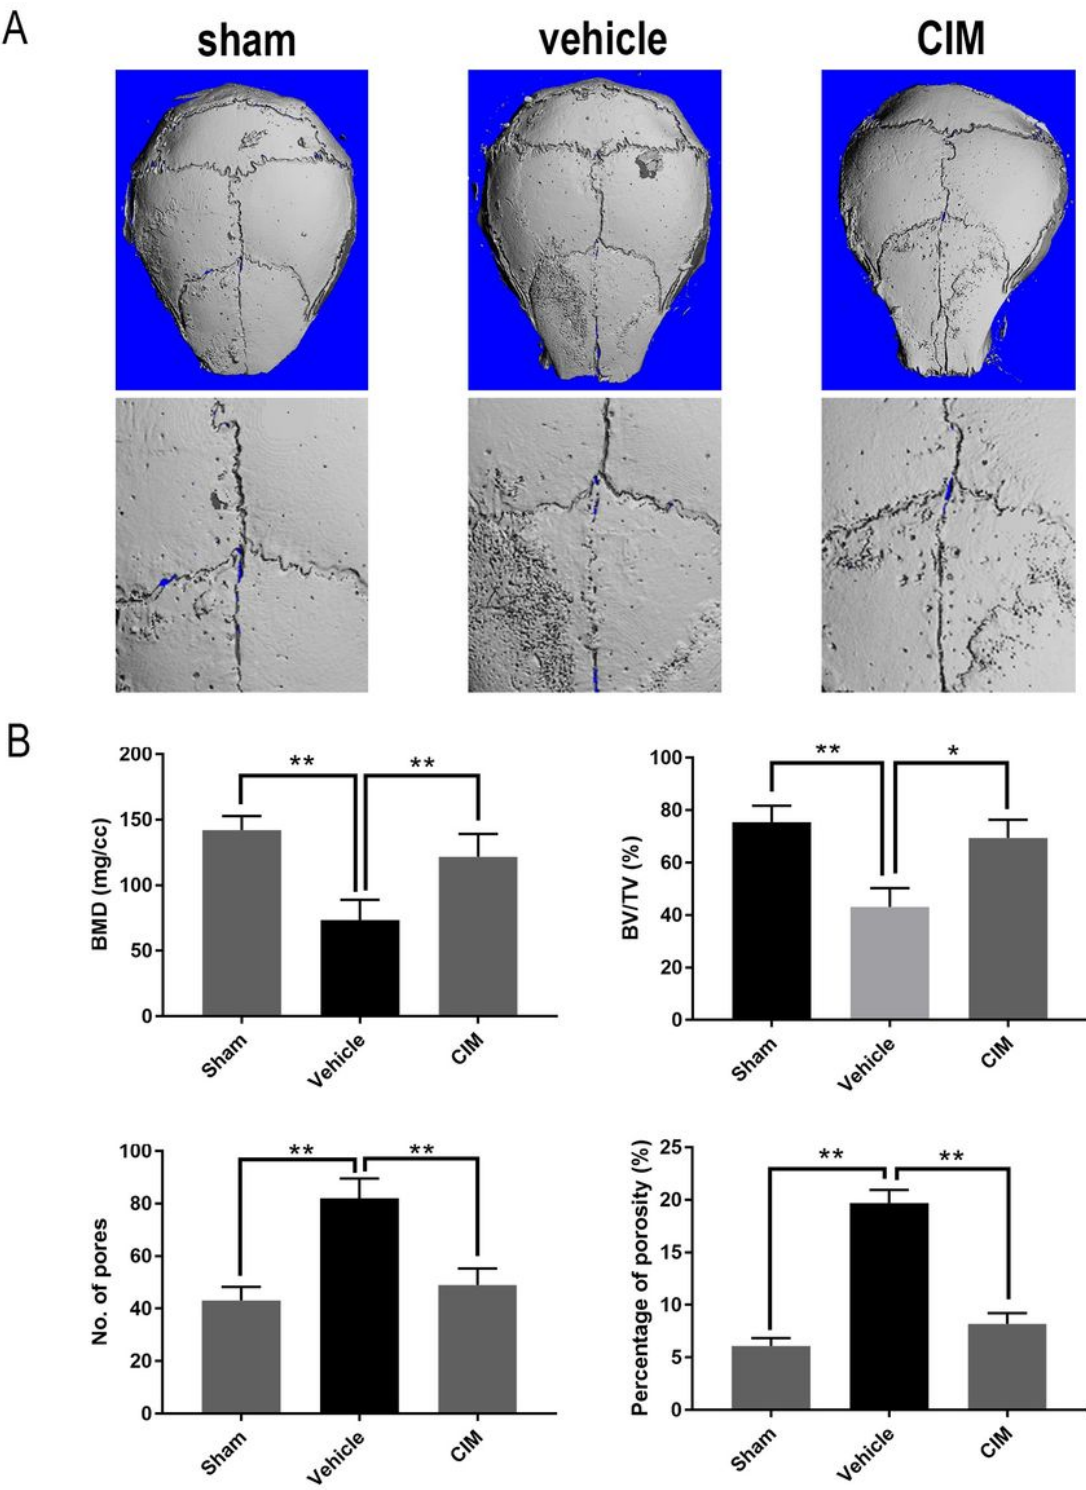 A
sham
vehicle
CIM
B
200
150
100
50
0
BMD (mg/cc)
**
**
Sham
Vehicle
CIM
100
80
60
40
20
0
BV/TV (%)
**
*
Sham
Vehicle
CIM
100
80
60
40
20
0
No. of pores
**
**
Sham
Vehicle
CIM
25
20
15
10
5
0
Percentage of porosity (%)
**
**
Sham
Vehicle
CIM